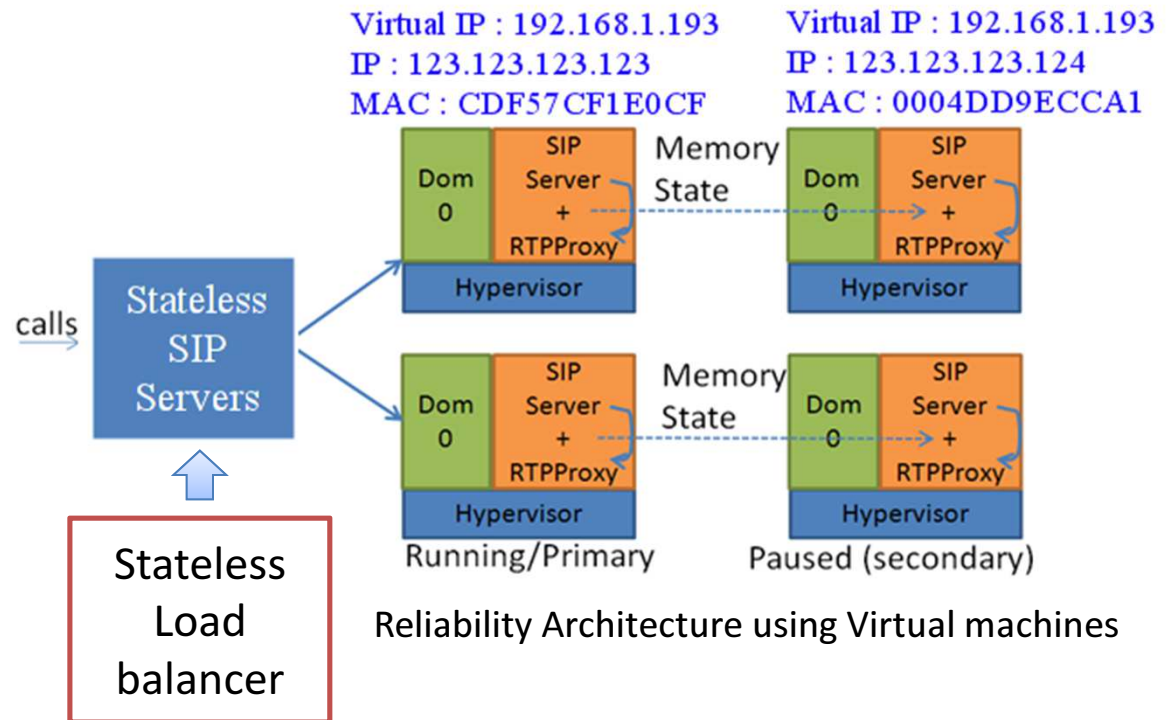 Virtual IP : 192.168.1.193
IP : 123.123.123.123
MAC : CDF57CF1E0CF
Virtual IP : 192.168.1.193
IP : 123.123.123.124
MAC : 0004DD9ECCA1
Dom
0
SIP
Server
+
RTPProxy
Hypervisor
Memory
State
Dom
0
SIP
Server
+
RTPProxy
Hypervisor
calls
Stateless
SIP
Servers
Dom
0
SIP
Server
+
RTPProxy
Hypervisor
Running/Primary
Memory
State
Dom
0
SIP
Server
+
RTPProxy
Hypervisor
Paused (secondary)
Stateless
Load
balancer
Reliability Architecture using Virtual machines